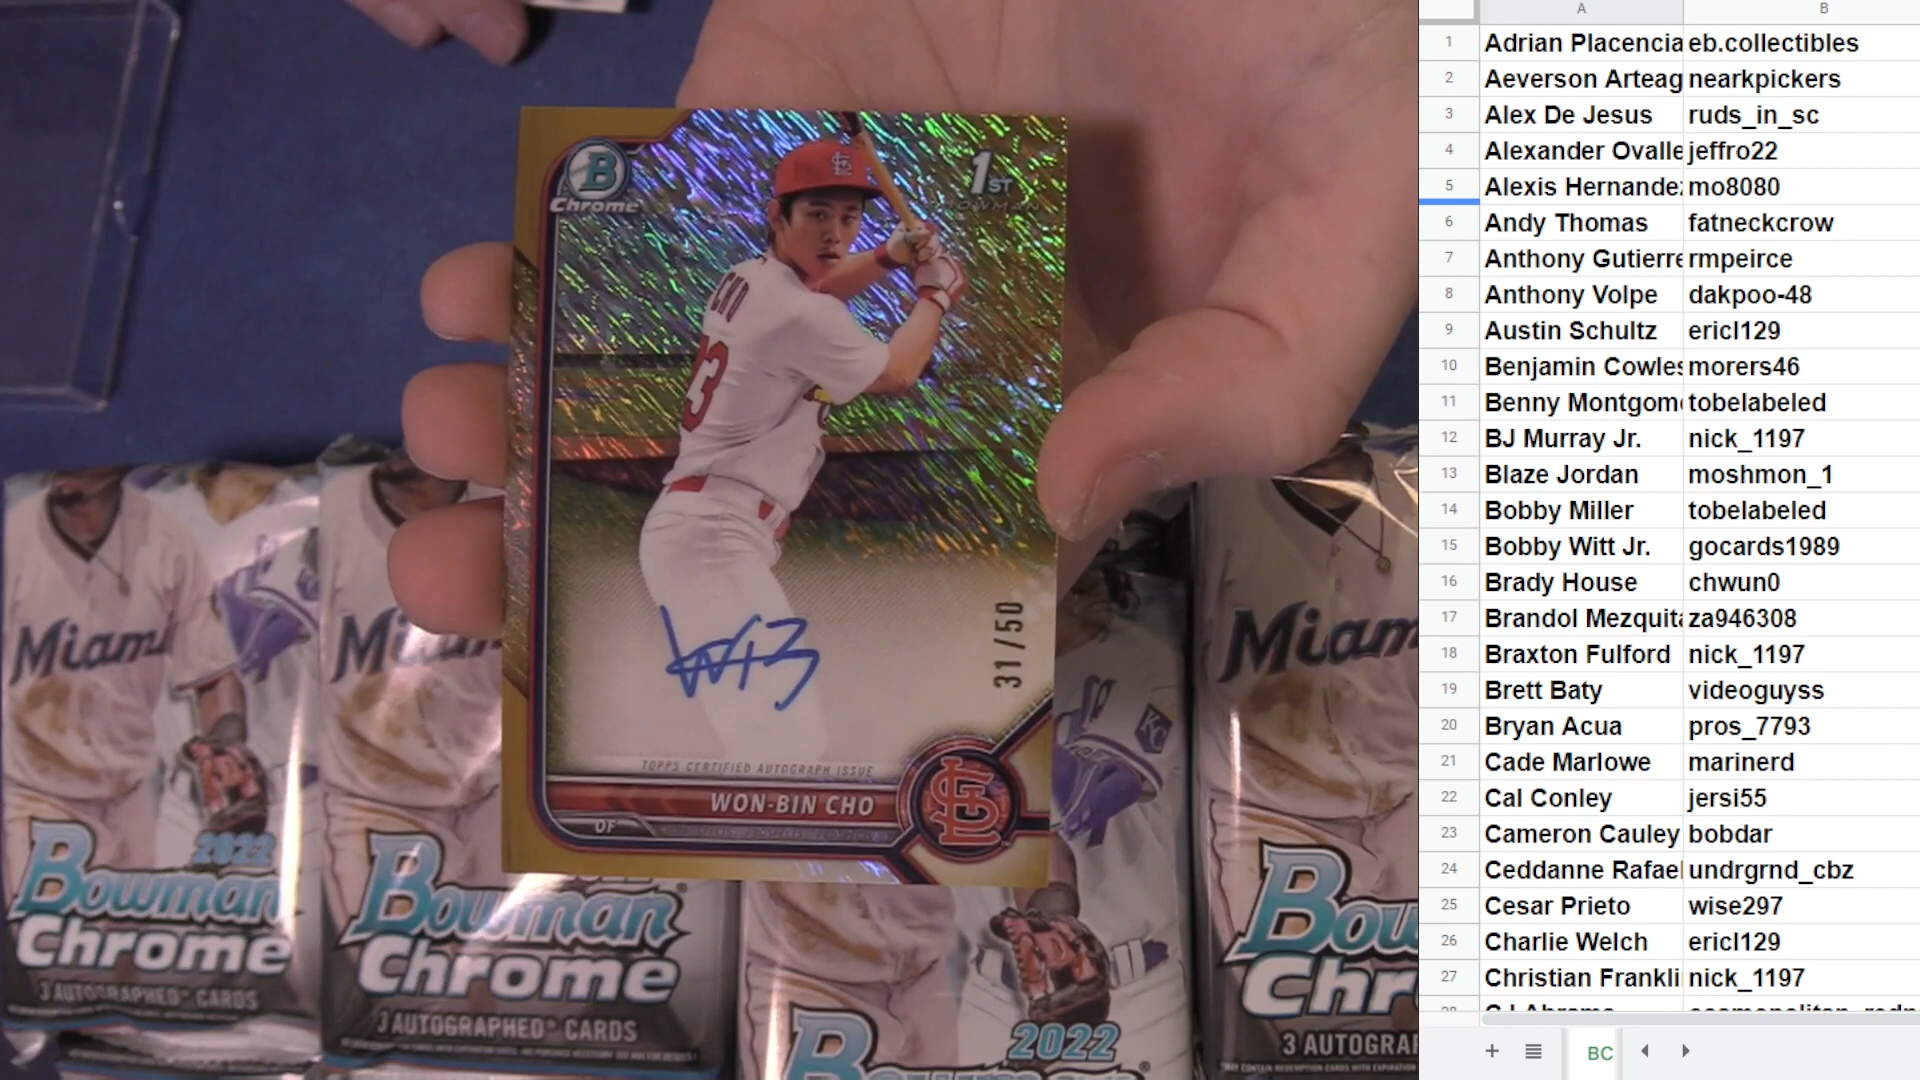 B
Chrome
1ST
BOWMAN
CHO
31/50
TOPPS CERTIFIED AUTOGRAPH ISSUE
WON-BIN CHO
OF
Miami
2022
Bowman
Chrome
3 AUTOGRAPHED* CARDS
Bowman®
Chrome
3 AUTOGRAPHED* CARDS
KC
2022
Miam
Bow
Chr
3 AUTOGRA
A B
1 Adrian Placencia eb.collectibles
2 Aeverson Arteag nearkpickers
3 Alex De Jesus ruds_in_sc
4 Alexander Ovalle jeffro22
5 Alexis Hernande mo8080
6 Andy Thomas fatneckcrow
7 Anthony Gutierre rmpeirce
8 Anthony Volpe dakpoo-48
9 Austin Schultz ericl129
10 Benjamin Cowles morers46
11 Benny Montgom tobelabeled
12 BJ Murray Jr. nick_1197
13 Blaze Jordan moshmon_1
14 Bobby Miller tobelabeled
15 Bobby Witt Jr. gocards1989
16 Brady House chwun0
17 Brandol Mezquita za946308
18 Braxton Fulford nick_1197
19 Brett Baty videoguyss
20 Bryan Acua pros_7793
21 Cade Marlowe marinerd
22 Cal Conley jersi55
23 Cameron Cauley bobdar
24 Ceddanne Rafael undrgrnd_cbz
25 Cesar Prieto wise297
26 Charlie Welch ericl129
27 Christian Frankli nick_1197
BC